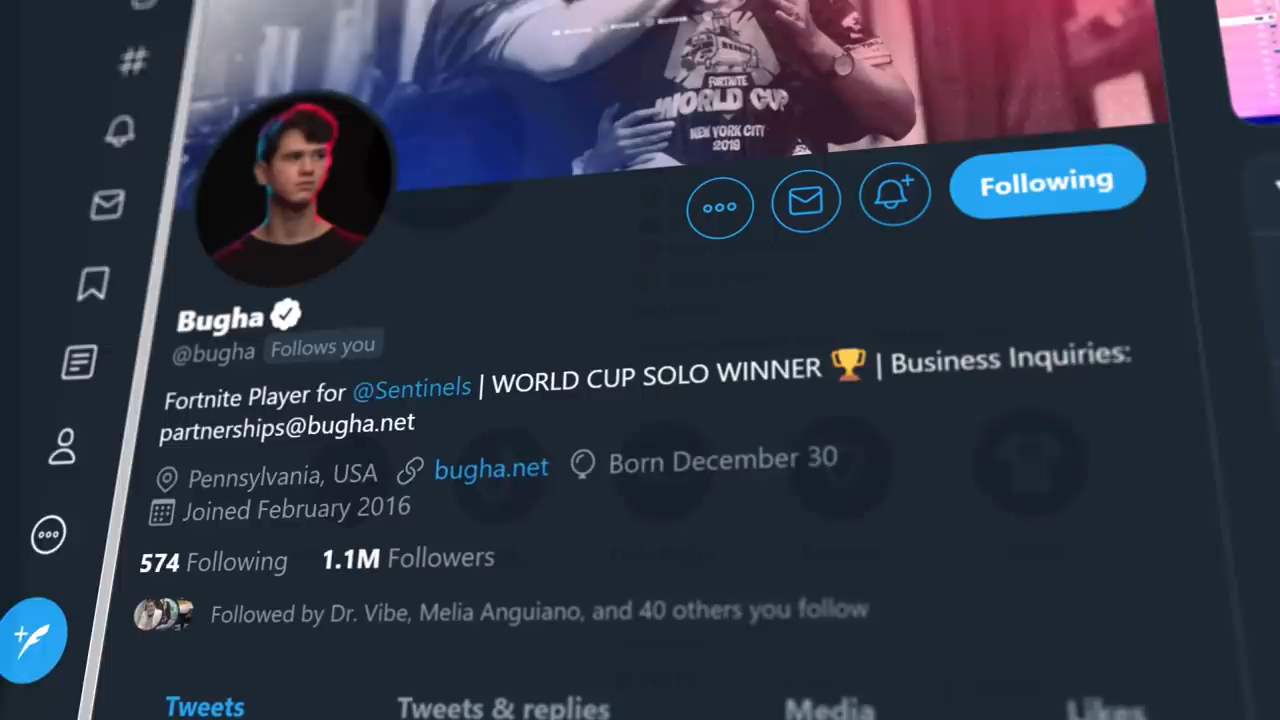 FORTNITE
WORLD CUP
NEW YORK CITY
2019
Following
Bugha
@bugha Follows you
Fortnite Player for @Sentinels | WORLD CUP SOLO WINNER 🏆 | Business Inquiries:
partnerships@bugha.net
Pennsylvania, USA bugha.net Born December 30
Joined February 2016
574 Following 1.1M Followers
Followed by Dr. Vibe, Melia Anguiano, and 40 others you follow
Tweets Tweets & replies Media Likes